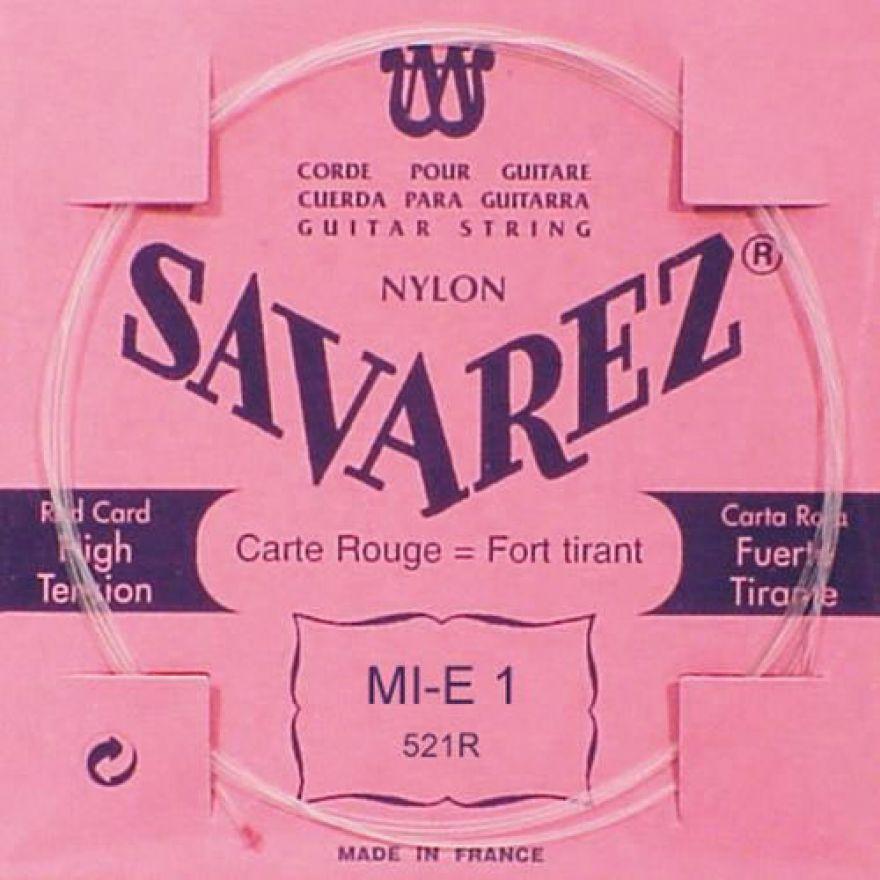 CORDE POUR GUITARE
CUERDA PARA GUITARRA
GUITAR STRING
NYLON
SAVAREZ®
Red Card
High
Tension
Carte Rouge = Fort tirant
Carta Roja
Fuerte
Tirante
MI-E 1
521R
MADE IN FRANCE